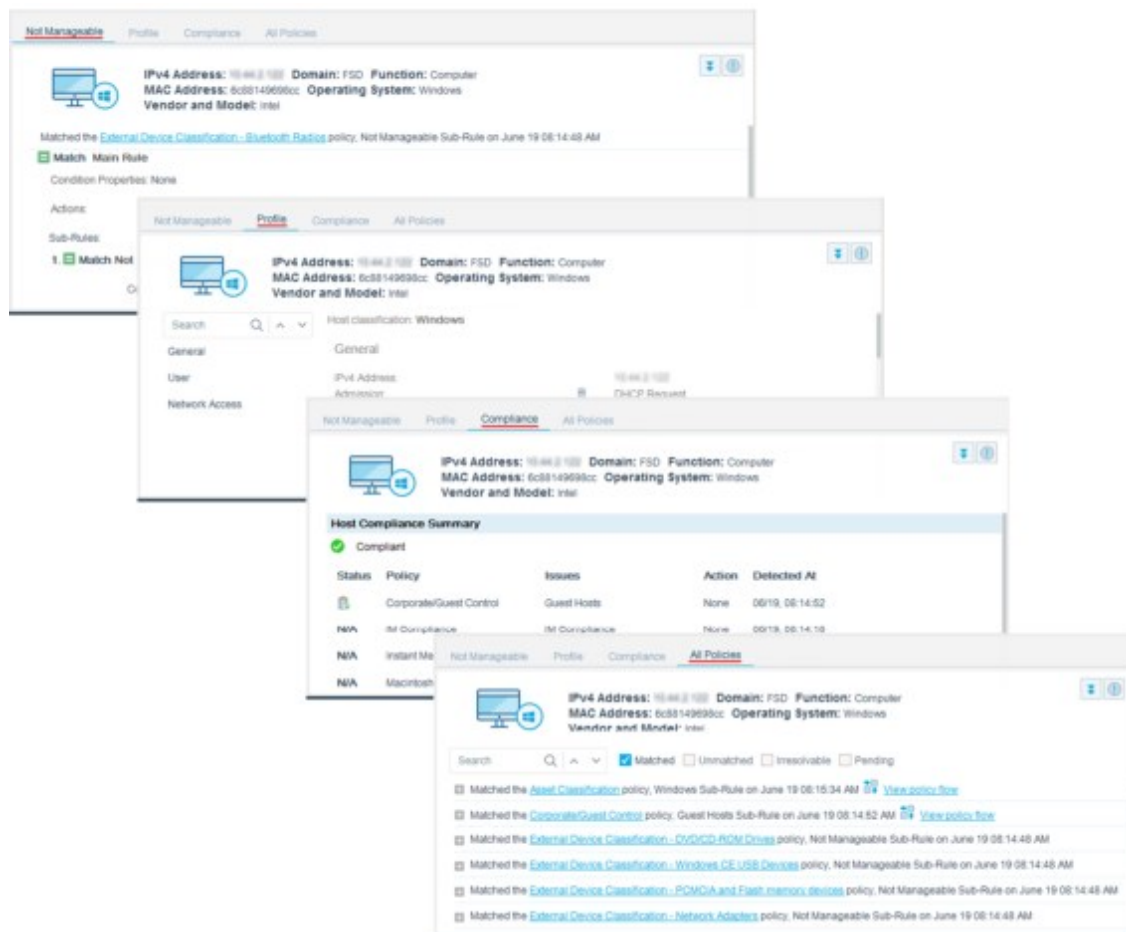 Not Manageable Profile Compliance All Policies
IPv4 Address: Domain: FSD Function: Computer
MAC Address: 6c88149698cc Operating System: Windows
Vendor and Model: Intel
Matched the External Device Classification - Bluetooth Radios policy, Not Manageable Sub-Rule on June 19 08:14:48 AM
Match Main Rule
Condition Properties: None
Actions:
Sub-Rules:
1. Match Not
Not Manageable Profile Compliance All Policies
IPv4 Address: Domain: FSD Function: Computer
MAC Address: 6c88149698cc Operating System: Windows
Vendor and Model: Intel
Search
Host classification: Windows
General
General
User
IPv4 Address:
Admission:
DHCP Request
Network Access
Not Manageable Profile Compliance All Policies
IPv4 Address: Domain: FSD Function: Computer
MAC Address: 6c88149698cc Operating System: Windows
Vendor and Model: Intel
Host Compliance Summary
Compliant
Status Policy Issues Action Detected At
Corporate/Guest Control Guest Hosts None 06/19, 08:14:52
N/A IM Compliance IM Compliance None 06/19, 08:14:18
N/A Instant Me
N/A Macintosh
Not Manageable Profile Compliance All Policies
IPv4 Address: Domain: FSD Function: Computer
MAC Address: 6c88149698cc Operating System: Windows
Vendor and Model: Intel
Search Matched Unmatched Irresolvable Pending
Matched the Asset Classification policy, Windows Sub-Rule on June 19 08:15:34 AM View policy flow
Matched the Corporate/Guest Control policy, Guest Hosts Sub-Rule on June 19 08:14:52 AM View policy flow
Matched the External Device Classification - DVD/CD-ROM Drives policy, Not Manageable Sub-Rule on June 19 08:14:48 AM
Matched the External Device Classification - Windows CE USB Devices policy, Not Manageable Sub-Rule on June 19 08:14:48 AM
Matched the External Device Classification - PCMCIA and Flash memory devices policy, Not Manageable Sub-Rule on June 19 08:14:48 AM
Matched the External Device Classification - Network Adapters policy, Not Manageable Sub-Rule on June 19 08:14:48 AM